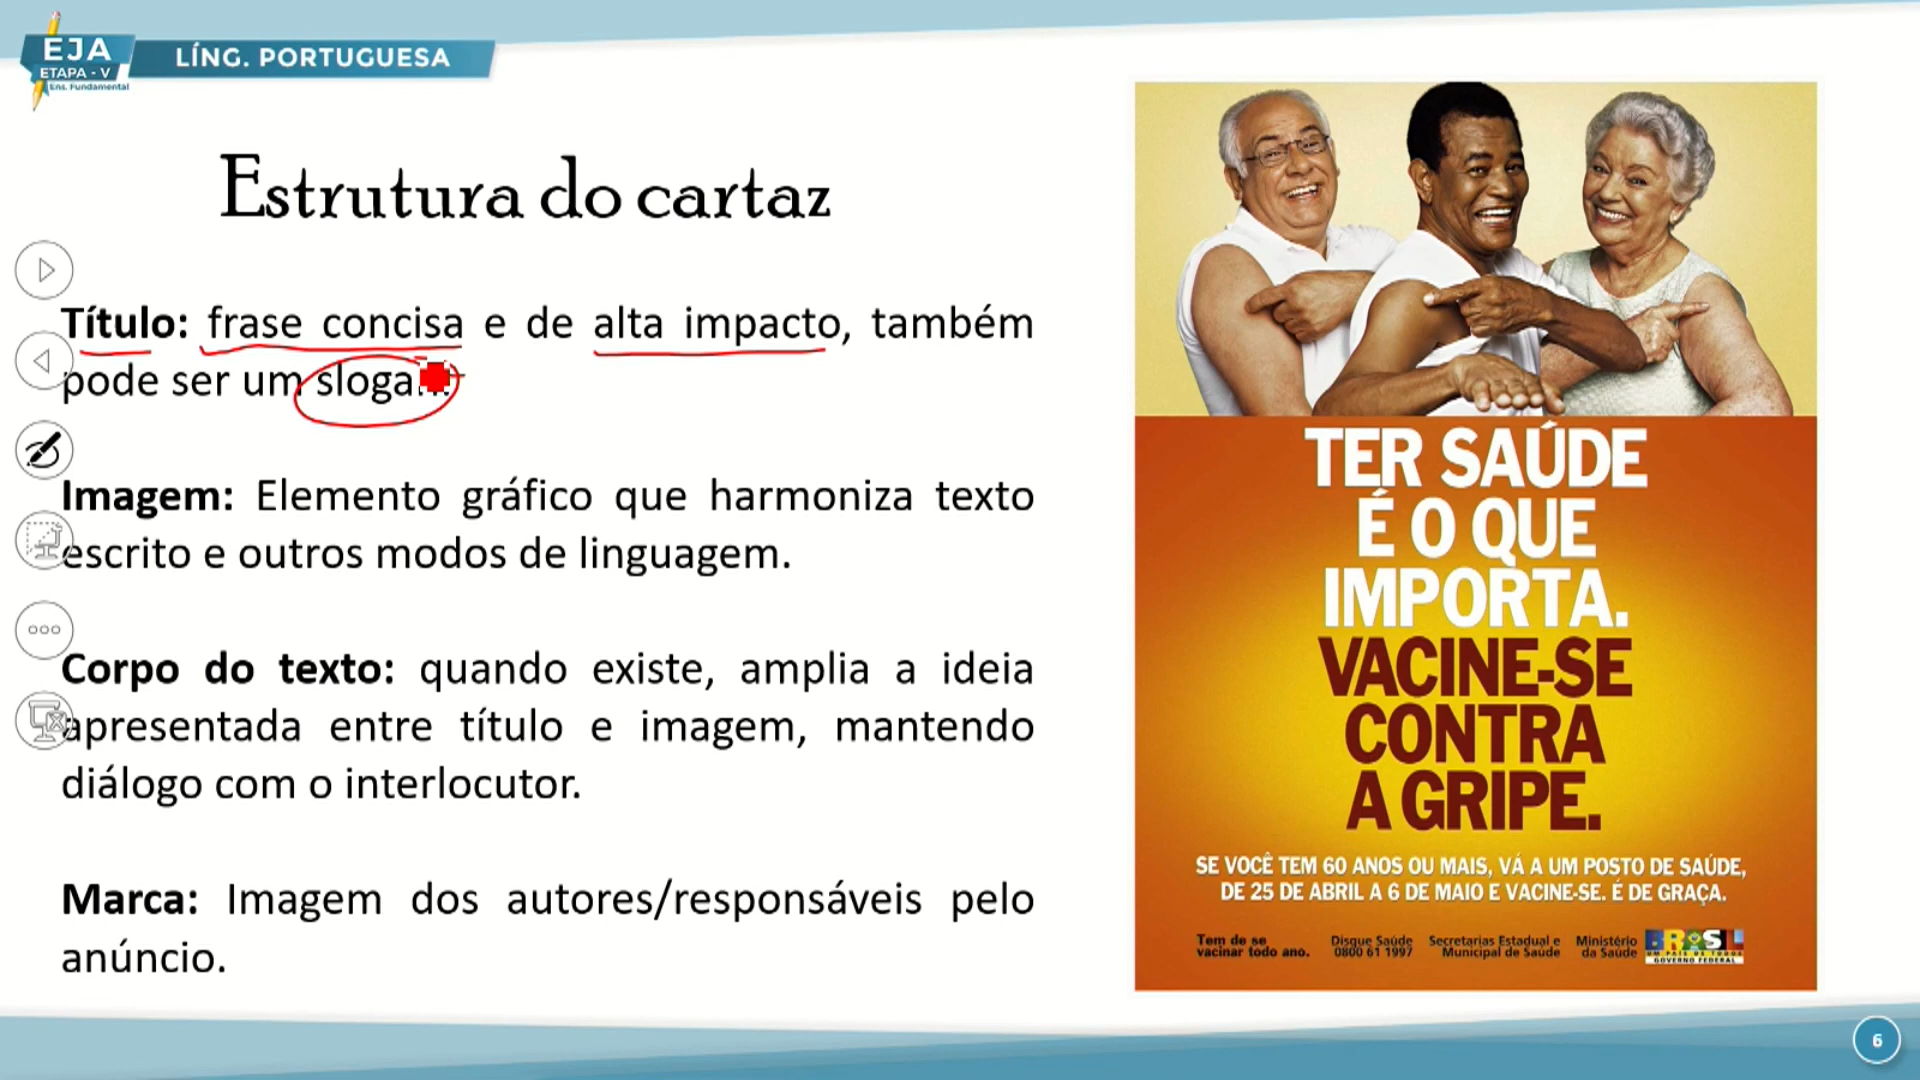 EJA
ETAPA - V
Ens. Fundamental
LÍNG. PORTUGUESA
Estrutura do cartaz
Título: frase concisa e de alta impacto, também
pode ser um
Imagem: Elemento gráfico que harmoniza texto
escrito e outros modos de linguagem.
Corpo do texto: quando existe, amplia a ideia
apresentada entre título e imagem, mantendo
diálogo com o interlocutor.
Marca: Imagem dos autores/responsáveis pelo
anúncio.
TER SAÚDE
É O QUE
IMPORTA.
VACINE-SE
CONTRA
A GRIPE.
SE VOCÊ TEM 60 ANOS OU MAIS, VÁ A UM POSTO DE SAÚDE,
DE 25 DE ABRIL A 6 DE MAIO E VACINE-SE. É DE GRAÇA.
Tem de se
vacinar todo ano.
Disque Saúde
0800 61 1997
Secretarias Estadual e
Municipal de Saúde
Ministério
da Saúde
BRASIL
UM PAÍS DE TODOS
GOVERNO FEDERAL
6